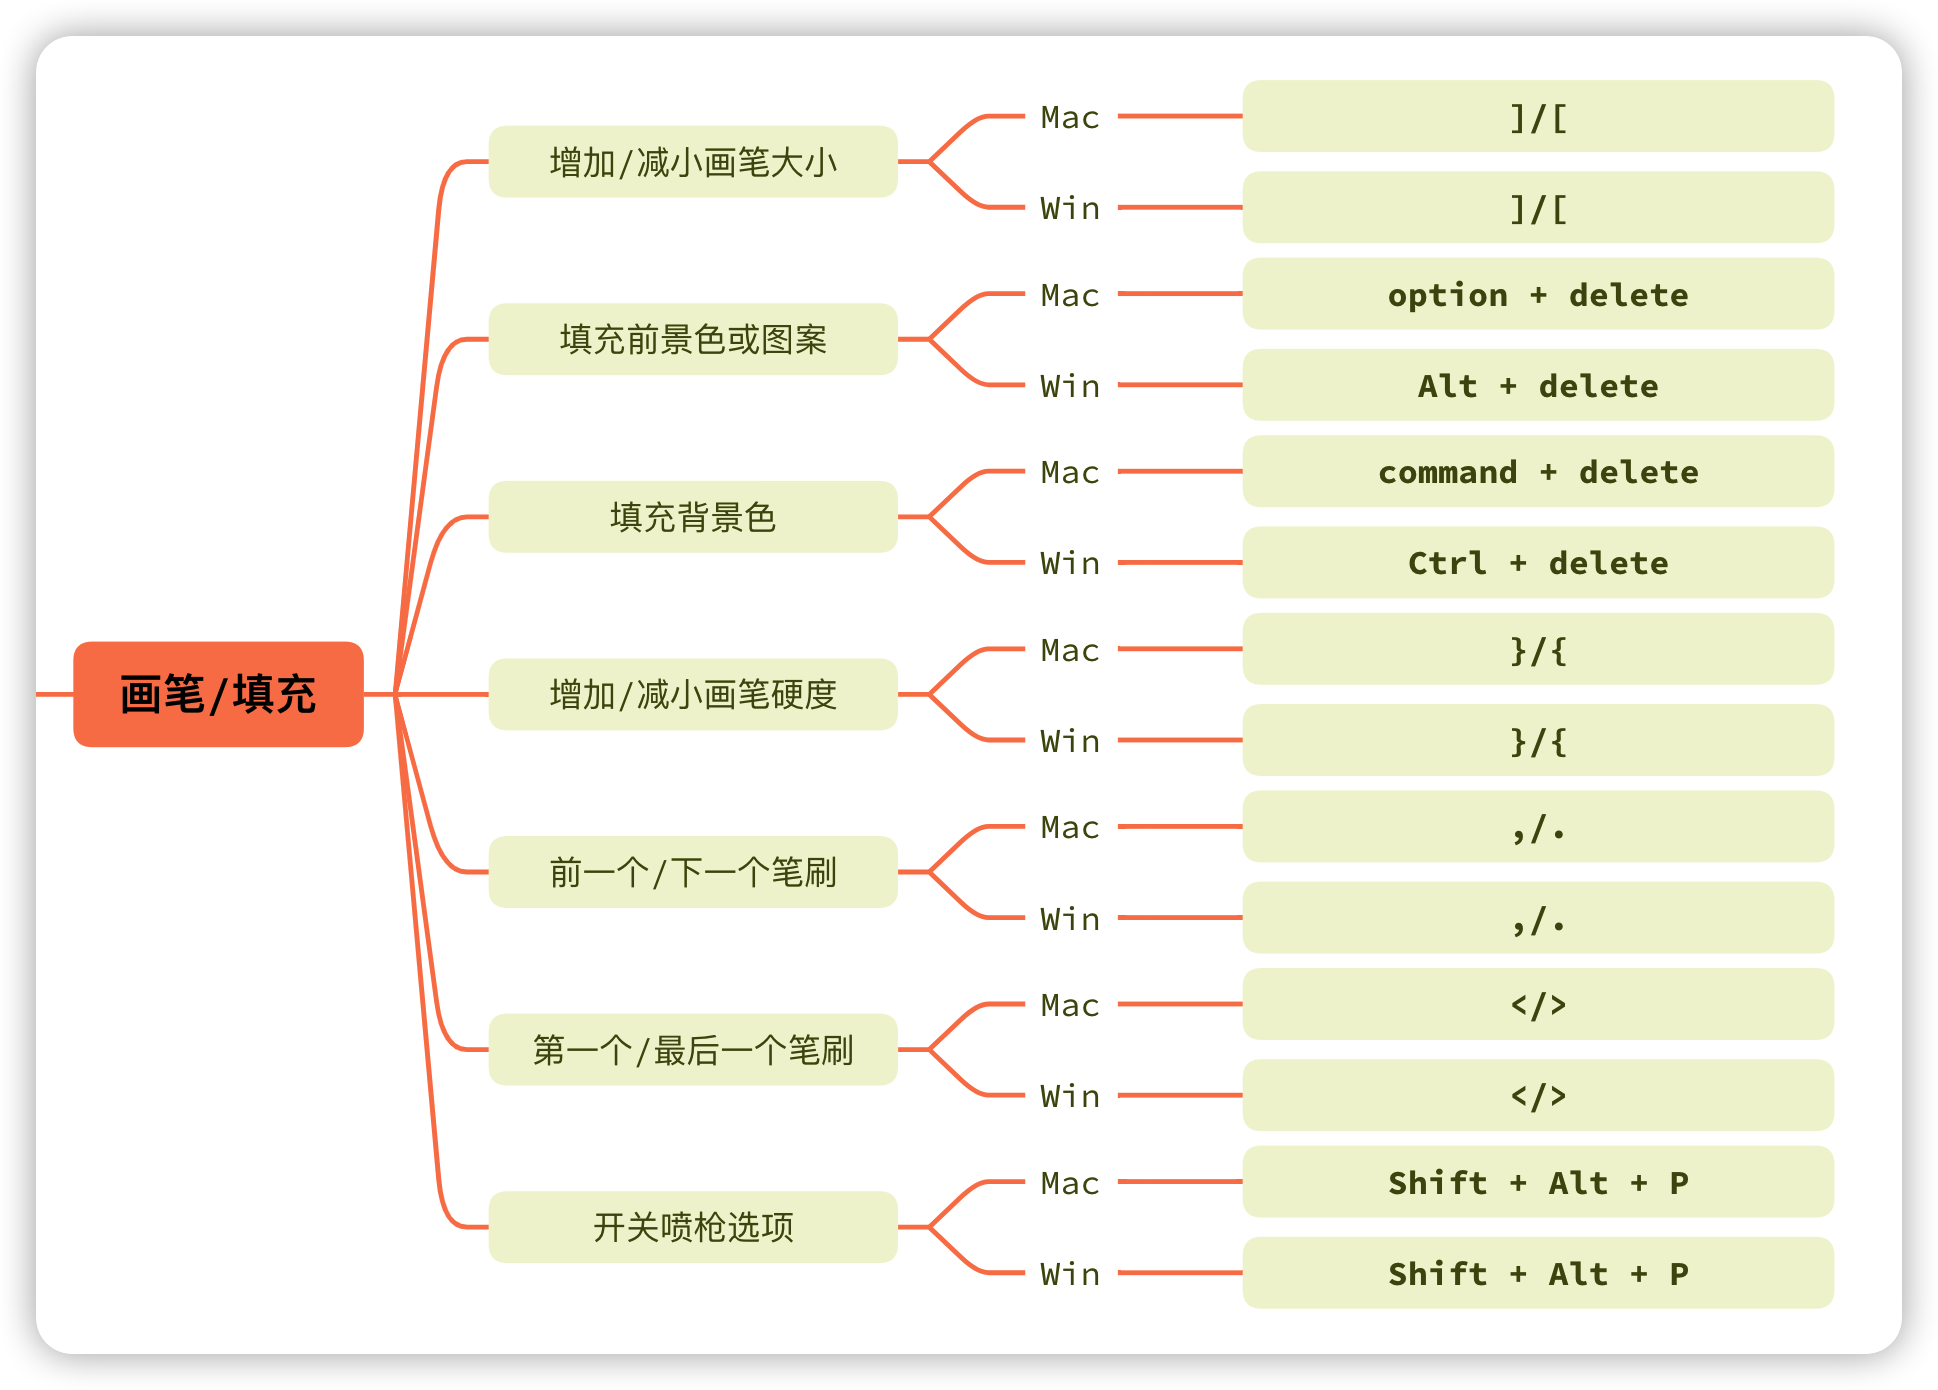 画笔/填充
增加/减小画笔大小
Mac
]/[
Win
]/[
填充前景色或图案
Mac
option + delete
Win
Alt + delete
填充背景色
Mac
command + delete
Win
Ctrl + delete
增加/减小画笔硬度
Mac
}/{
Win
}/{
前一个/下一个笔刷
Mac
,/.
Win
,/.
第一个/最后一个笔刷
Mac
</>
Win
</>
开关喷枪选项
Mac
Shift + Alt + P
Win
Shift + Alt + P